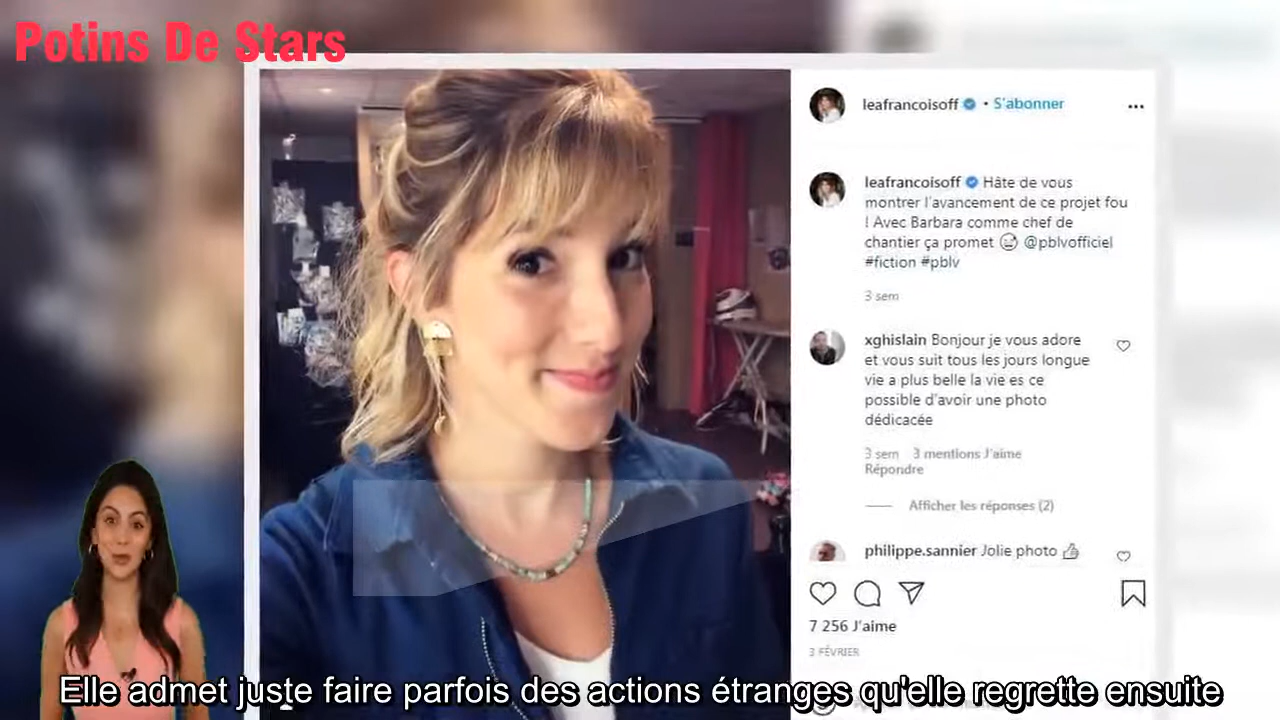 Potins De Stars
leafrancoisoff • S'abonner
leafrancoisoff Hâte de vous
montrer l'avancement de ce projet fou
! Avec Barbara comme chef de
chantier ça promet @pblvofficiel
#fiction #pblv
3 sem
xghislain Bonjour je vous adore
et vous suit tous les jours longue
vie a plus belle la vie es ce
possible d'avoir une photo
dédicacée
3 sem 3 mentions J'aime
Répondre
Afficher les réponses (2)
philippe.sannier Jolie photo
7 256 J'aime
3 FÉVRIER
Elle admet juste faire parfois des actions étranges qu'elle regrette ensuite